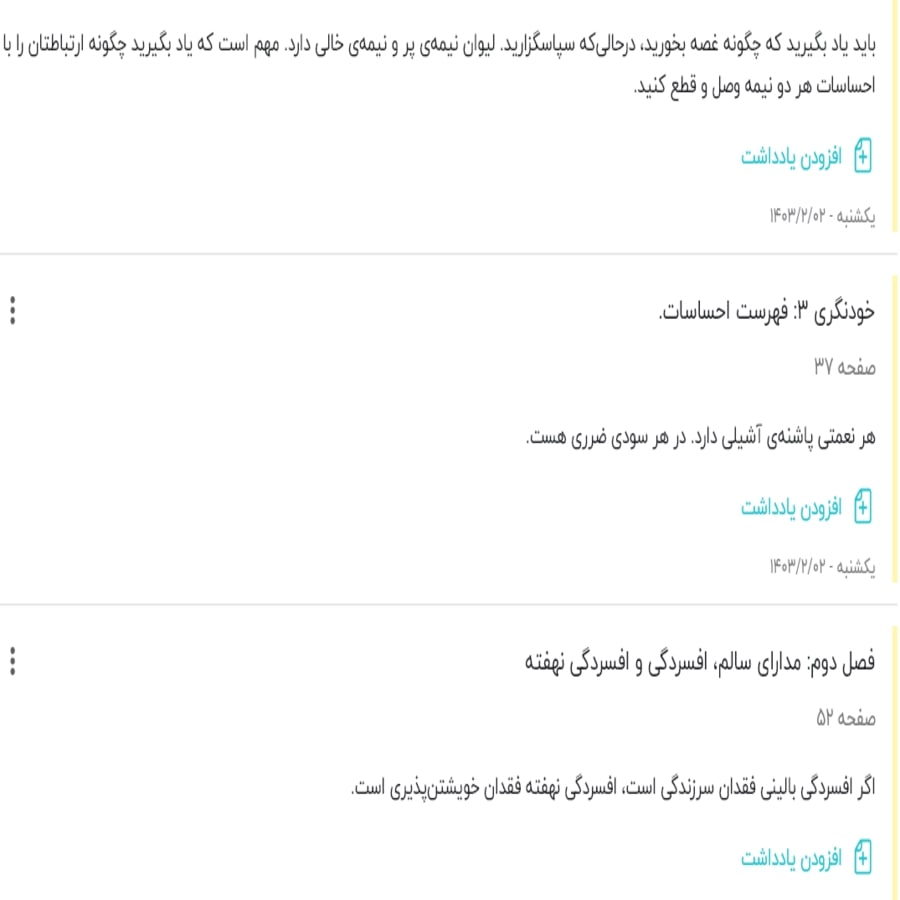 باید یاد بگیرید که چگونه غصه بخورید، درحالی‌که سپاسگزارید. لیوان نیمه‌ی پر و نیمه‌ی خالی دارد. مهم است که یاد بگیرید چگونه ارتباطتان را با
احساسات هر دو نیمه وصل و قطع کنید.
افزودن یادداشت
یکشنبه - ۱۴۰۳/۲/۰۲
خودنگری ۳: فهرست احساسات.
صفحه ۳۷
هر نعمتی پاشنه‌ی آشیلی دارد. در هر سودی ضرری هست.
افزودن یادداشت
یکشنبه - ۱۴۰۳/۲/۰۲
فصل دوم: مدارای سالم، افسردگی و افسردگی نهفته
صفحه ۵۲
اگر افسردگی بالینی فقدان سرزندگی است، افسردگی نهفته فقدان خویشتن‌پذیری است.
افزودن یادداشت